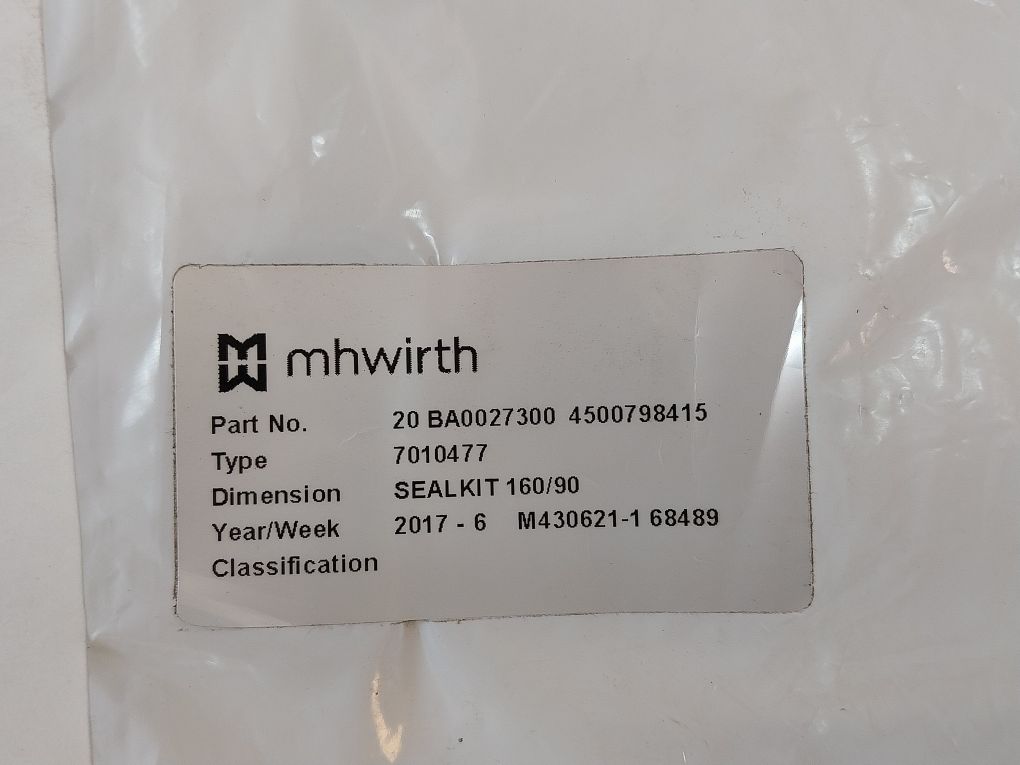 mhwirth
Part No. 20 BA0027300 4500798415
Type 7010477
Dimension SEALKIT 160/90
Year/Week 2017 - 6 M430621-1 68489
Classification